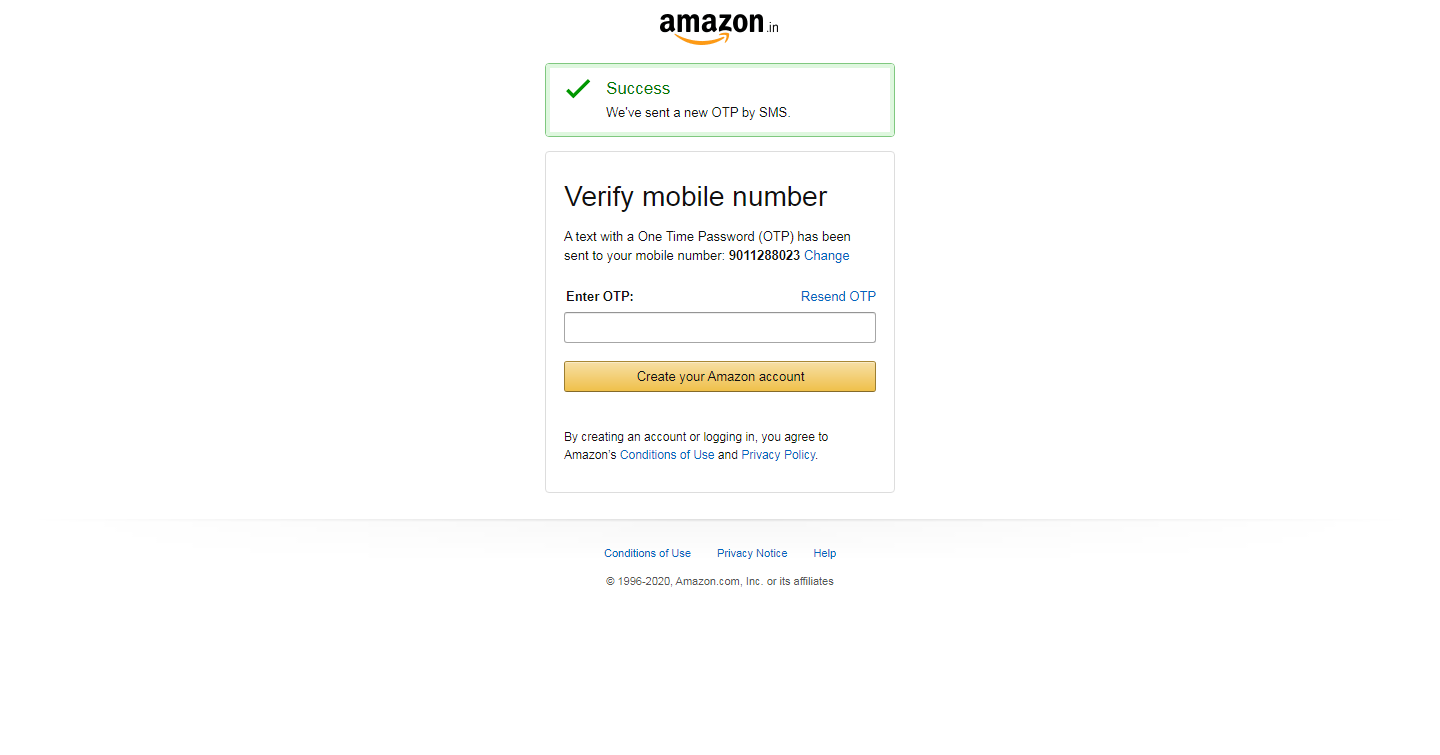 amazon.in
Success
We've sent a new OTP by SMS.
Verify mobile number
A text with a One Time Password (OTP) has been
sent to your mobile number: 9011288023 Change
Enter OTP: Resend OTP
Create your Amazon account
By creating an account or logging in, you agree to
Amazon's Conditions of Use and Privacy Policy.
Conditions of Use Privacy Notice Help
© 1996-2020, Amazon.com, Inc. or its affiliates